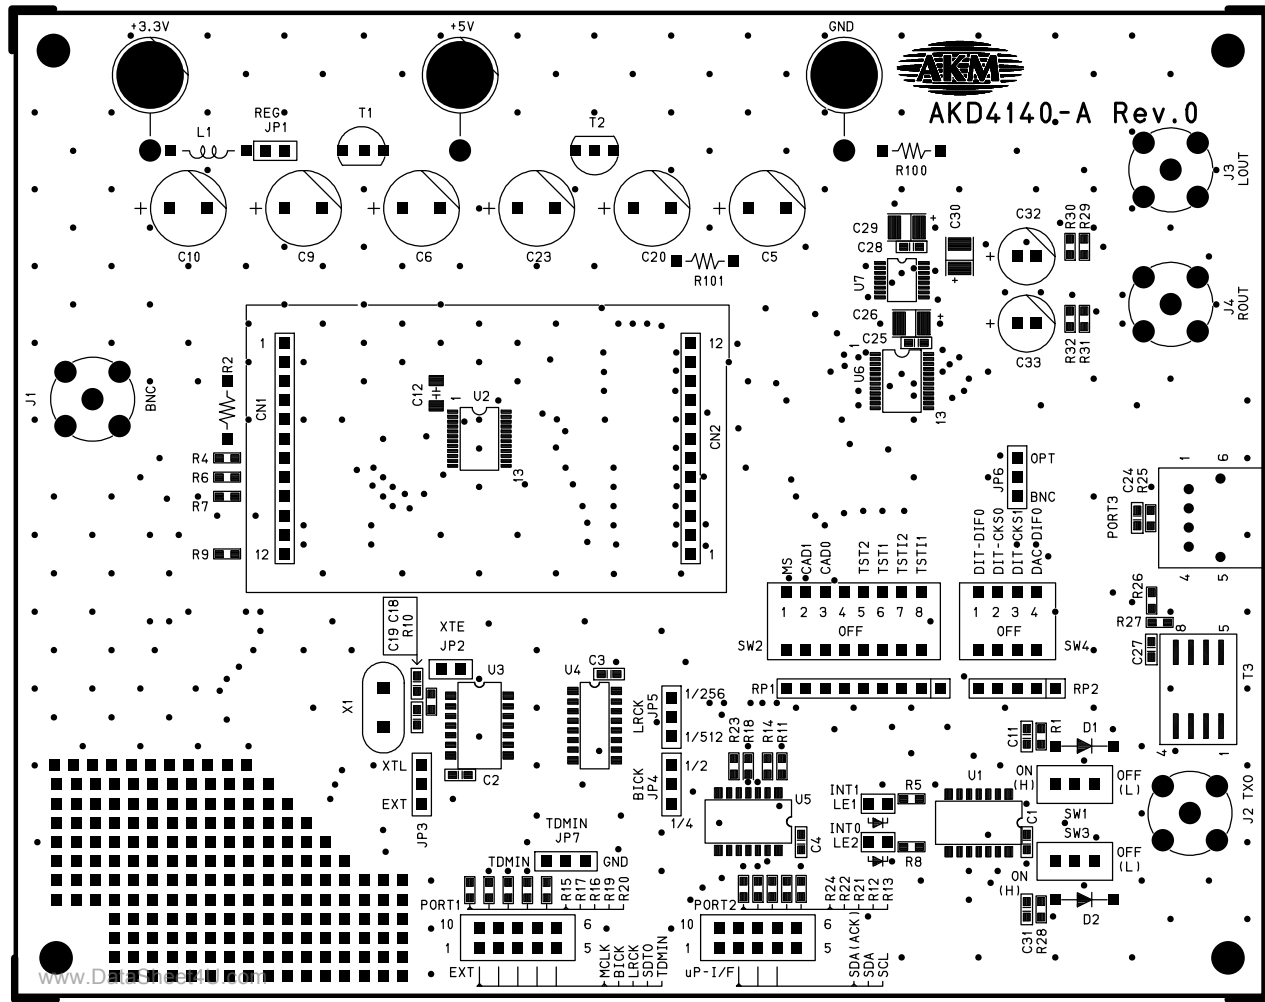 +3.3V
+5V
GND
AKM
AKD4140-A Rev.0
REG
JP1
L1
T1
T2
R100
J3
LOUT
C10
C9
C6
C23
C20
C5
R101
C29
C28
C30
C32
R30
R29
U7
C26
C25
C33
R32
R31
J4
ROUT
J1
BNC
R2
CN1
1
12
C12
U2
1
13
CN2
12
1
U6
1
13
R4
R6
R7
R9
JP6
OPT
BNC
C24
R25
PORT3
1
6
4
5
MS
CAD1
CAD0
TST2
TST1
TSTI2
TSTI1
DIT-DIF0
DIT-CKS0
DIT-CKS1
DAC-DIF0
1 2 3 4 5 6 7 8
OFF
SW2
1 2 3 4
OFF
SW4
R26
R27
C27
8
5
T3
4
1
C19 C18
R10
XTE
JP2
U3
U4
C3
X1
C2
XTL
EXT
JP3
LRCK
JP5
1/256
1/512
BICK
JP4
1/2
1/4
RP1
RP2
R23
R18
R14
R11
U5
C4
INT1
LE1
R5
INT0
LE2
R8
U1
C1
C11
R1
D1
ON
(H)
OFF
(L)
SW1
SW3
OFF
(L)
ON
(H)
D2
C31
R28
J2 TXO
TDMIN
JP7
GND
TDMIN
R15
R17
R16
R19
R20
PORT1
10
6
1
5
EXT
MCLK
BICK
LRCK
SDTO
TDMIN
PORT2
R24
R22
R21
R12
R13
10
6
1
5
uP-I/F
SDA(ACK)
SDA
SCL
www.DataSheet4U.com